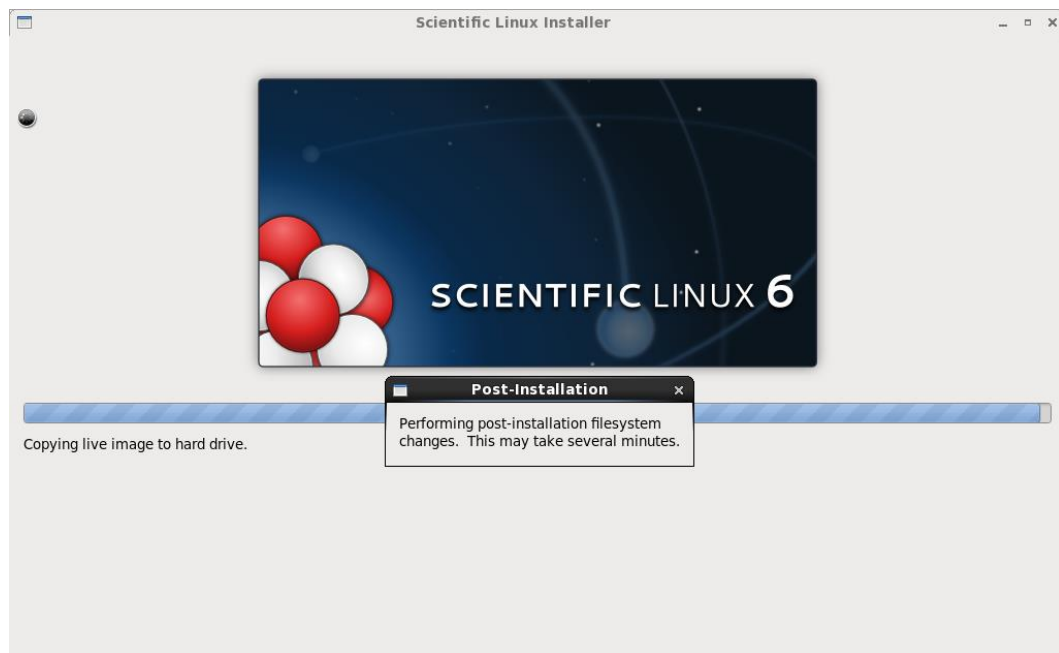 Scientific Linux Installer
SCIENTIFIC LINUX 6
Post-Installation
Performing post-installation filesystem
changes.  This may take several minutes.
Copying live image to hard drive.